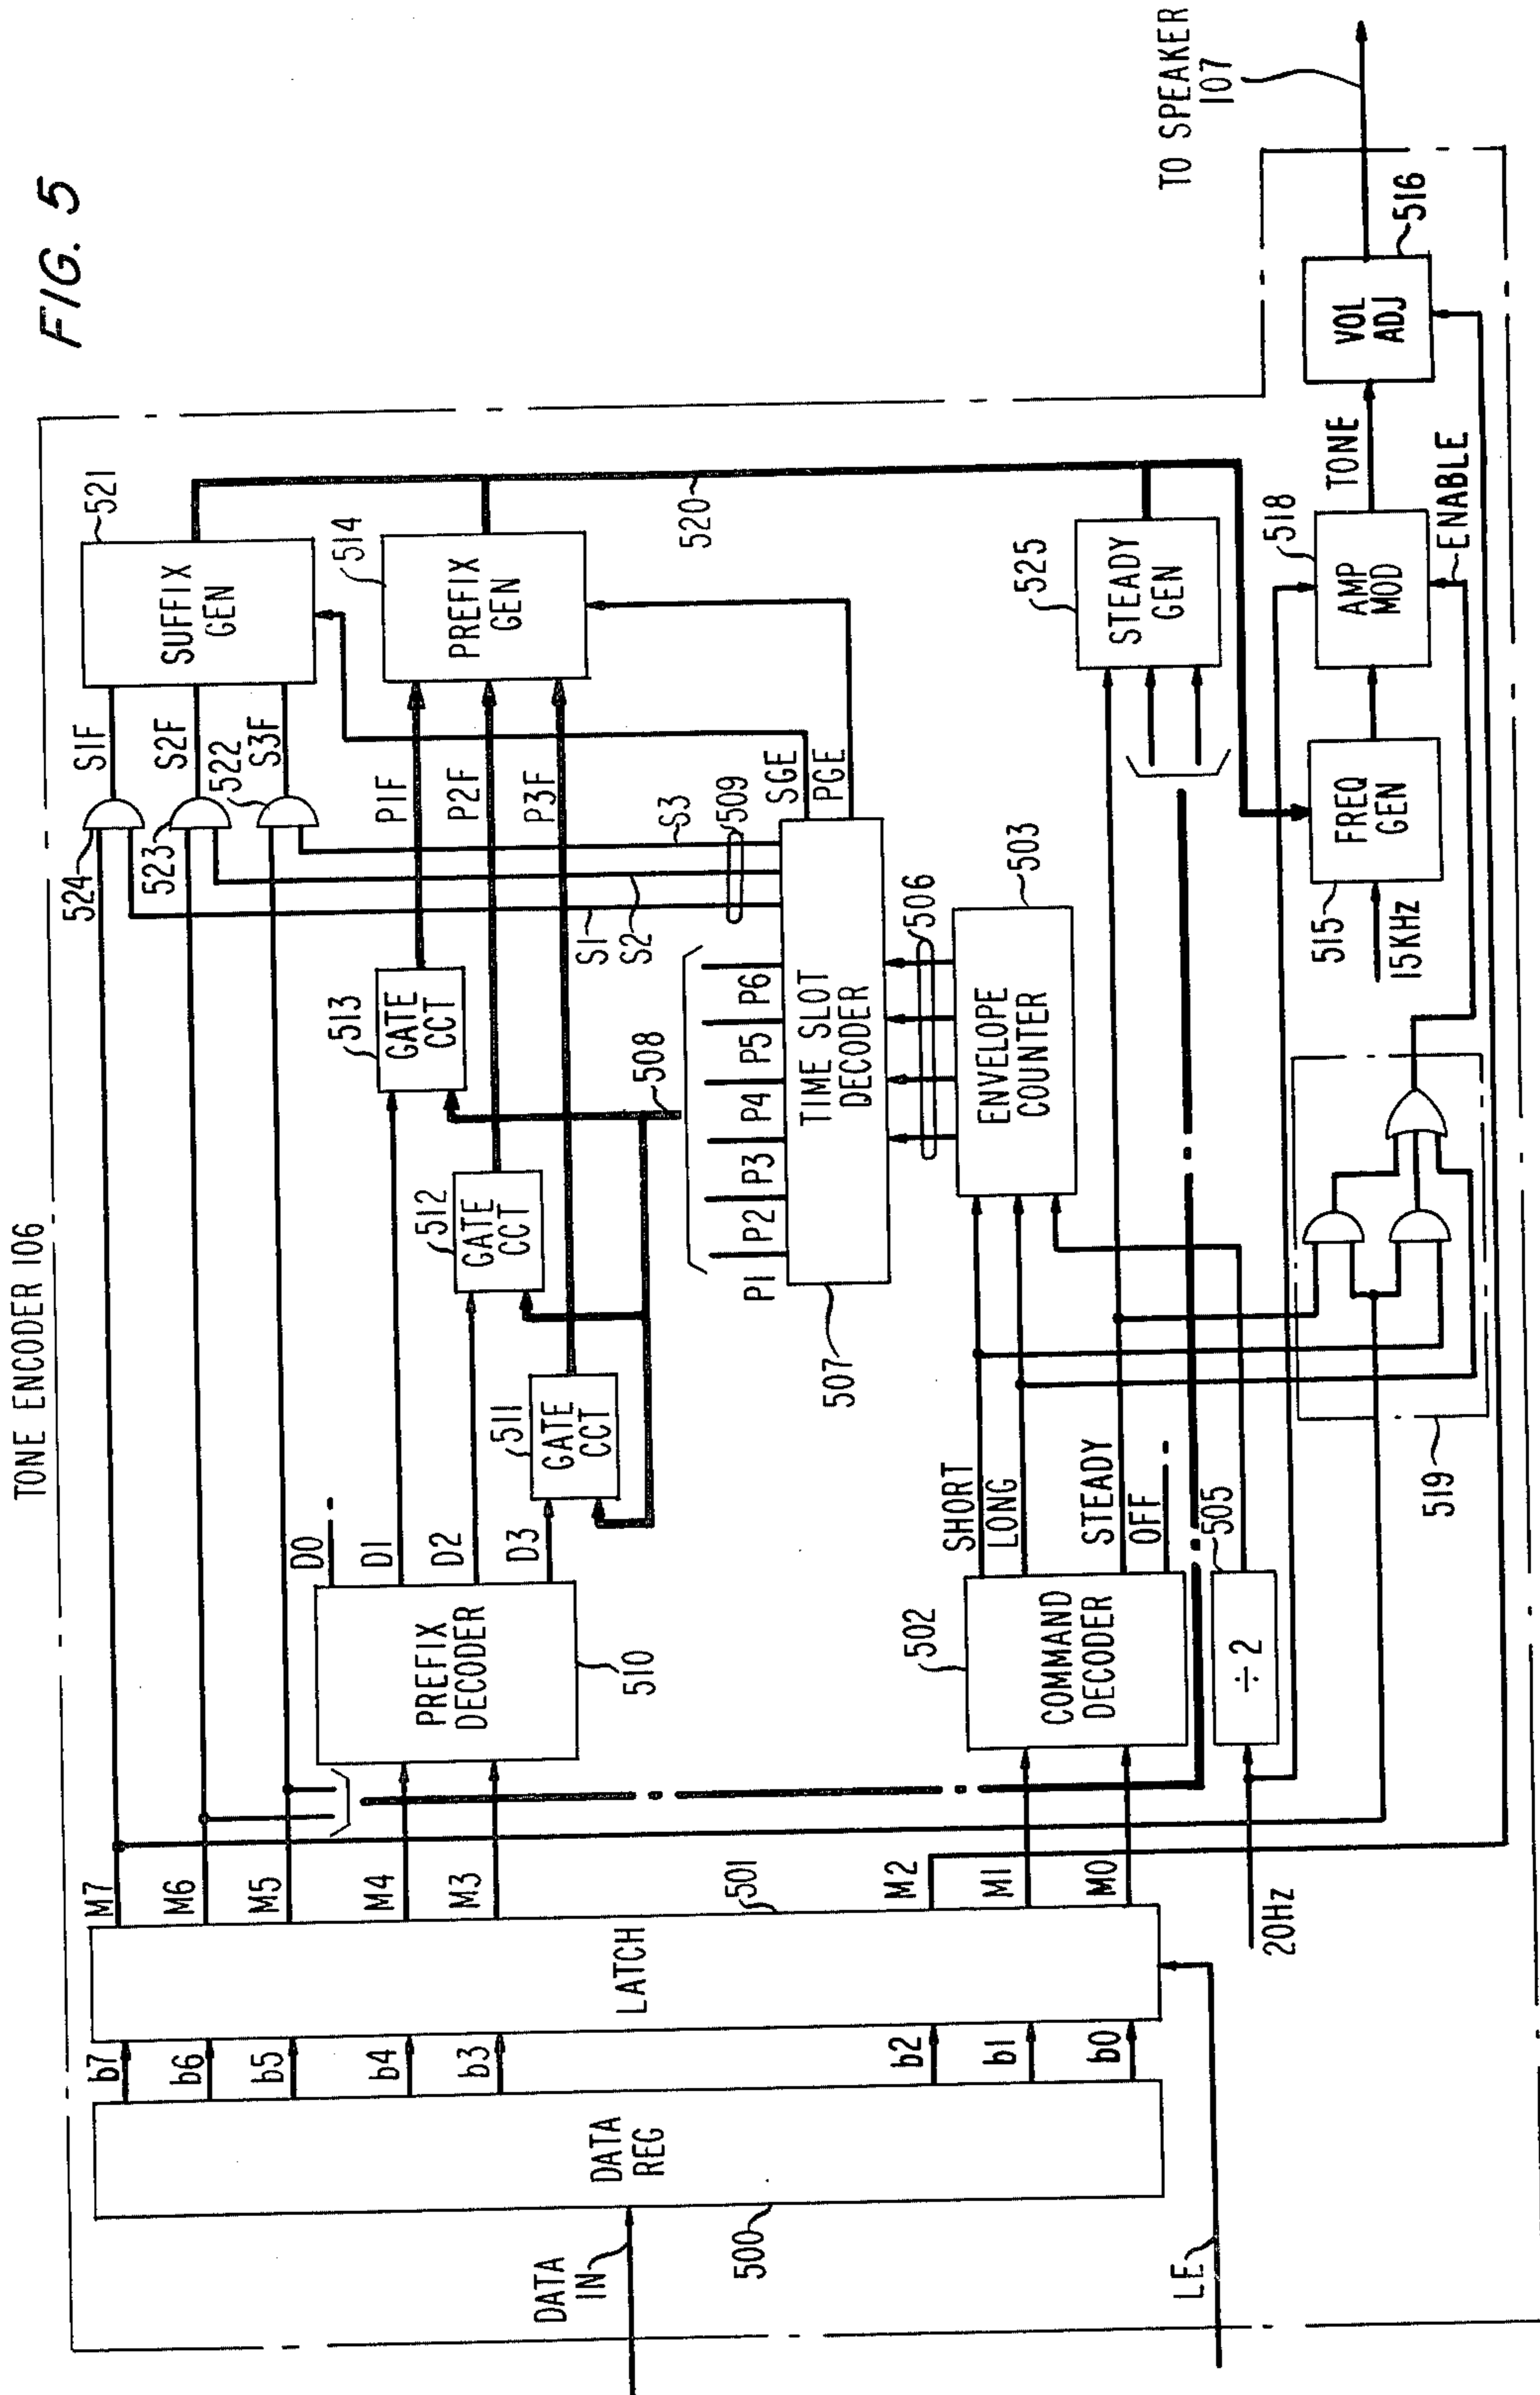 FIG. 5
TONE ENCODER 106
DATA
IN
500
DATA
REG
b7
b6
b5
b4
b3
b2
b1
b0
LE
LATCH
501
M7
M6
M5
M4
M3
M2
M1
M0
20Hz
PREFIX
DECODER
510
D0
D1
D2
D3
COMMAND
DECODER
502
SHORT
LONG
STEADY
OFF
÷2
505
511
GATE
CCT
512
GATE
CCT
513
GATE
CCT
508
P1
P2
P3
P4
P5
P6
TIME SLOT
DECODER
507
506
ENVELOPE
COUNTER
503
509
S1
S2
S3
SGE
PGE
524
523
522
S1F
S2F
S3F
P1F
P2F
P3F
SUFFIX
GEN
521
PREFIX
GEN
514
520
STEADY
GEN
525
519
15KHz
515
FREQ
GEN
AMP
MOD
518
TONE
ENABLE
VOL
ADJ
516
TO SPEAKER
107